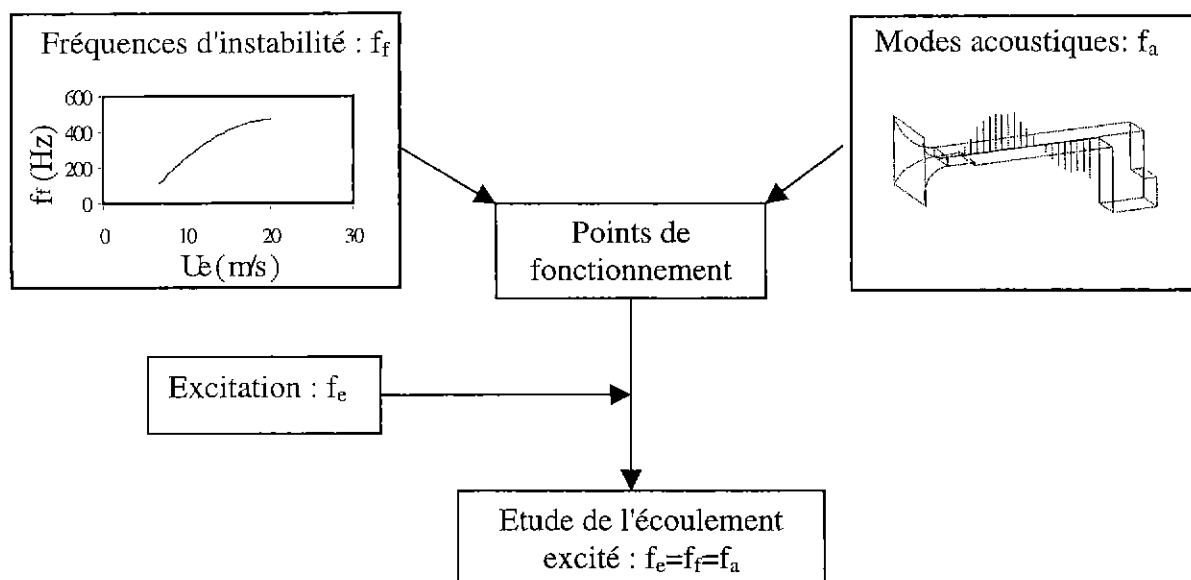 Fréquences d'instabilité : f_f
600
400
200
0
f_f (Hz)
0 10 20 30
Ue (m/s)
Modes acoustiques: f_a
Points de
fonctionnement
Excitation : f_e
Etude de l'écoulement
excité : f_e=f_f=f_a